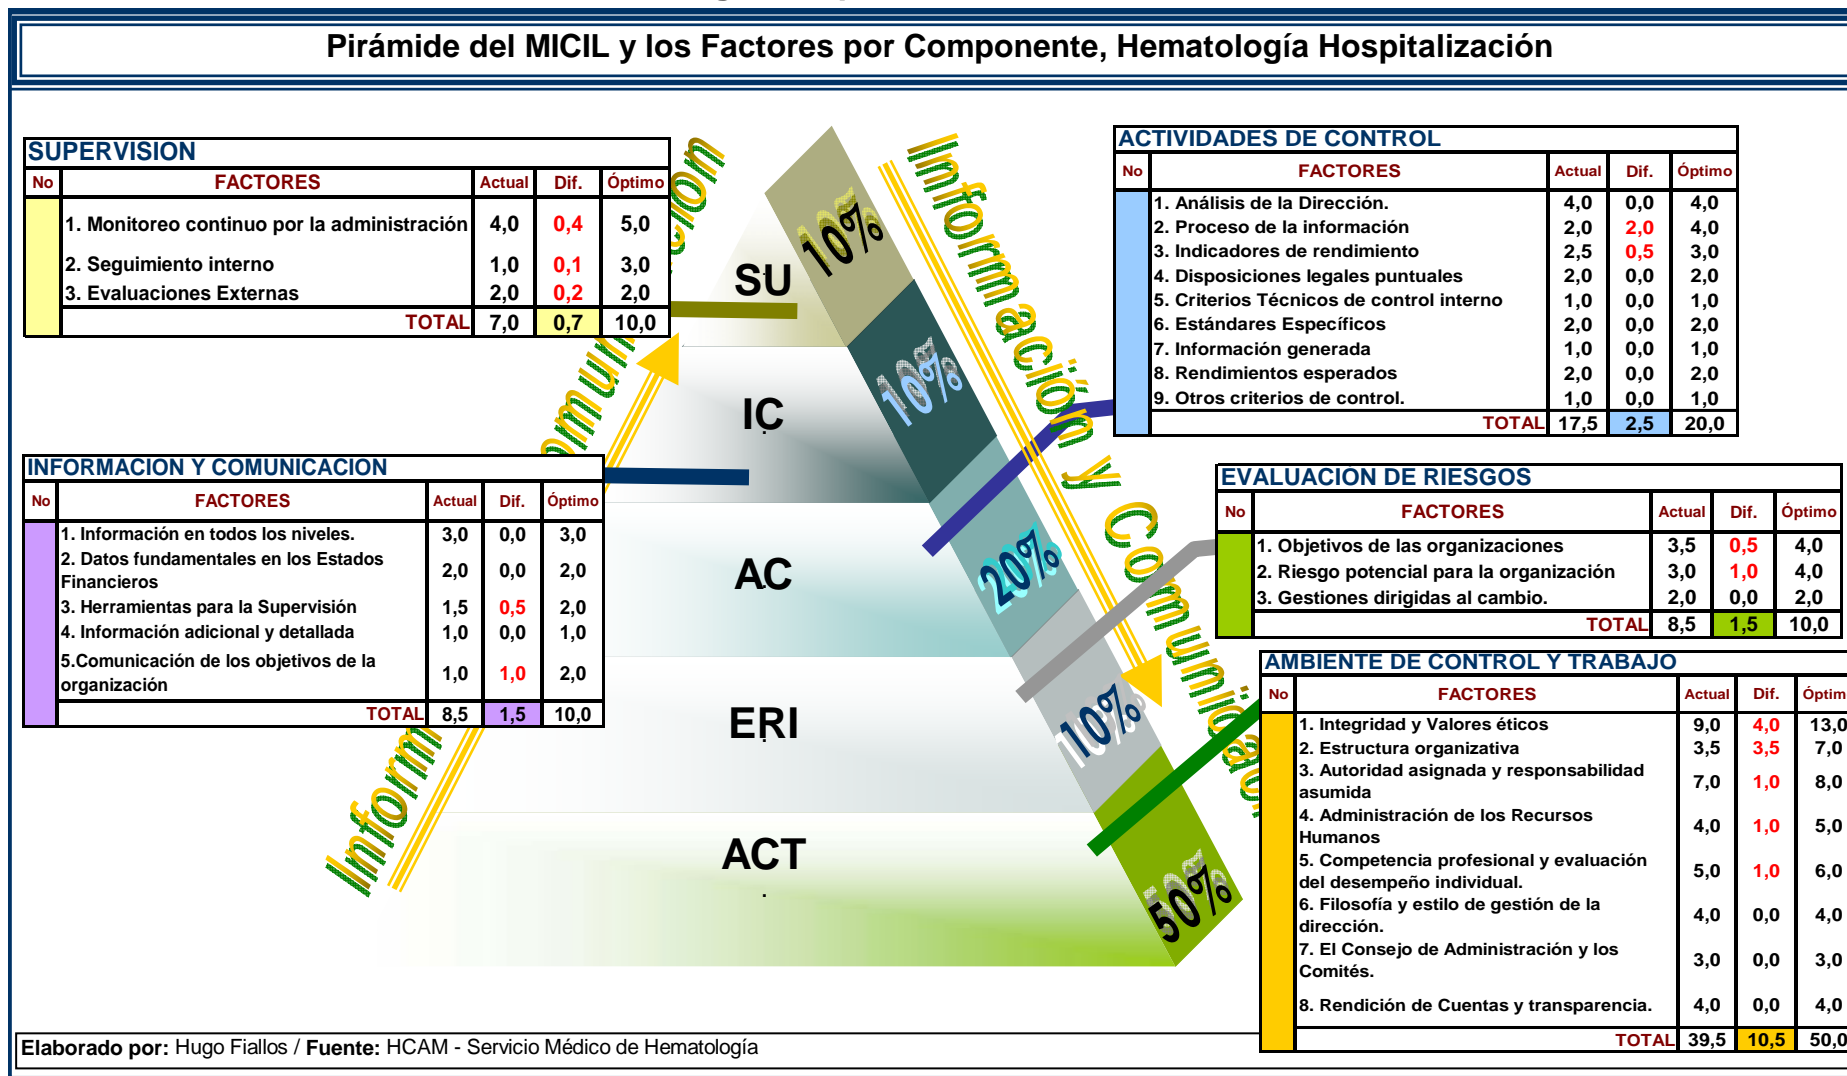 Pirámide del MICIL y los Factores por Componente, Hematología Hospitalización
SUPERVISION
No FACTORES Actual Dif. Óptimo
1. Monitoreo continuo por la administración 4,0 0,4 5,0
2. Seguimiento interno 1,0 0,1 3,0
3. Evaluaciones Externas 2,0 0,2 2,0
TOTAL 7,0 0,7 10,0
INFORMACION Y COMUNICACION
No FACTORES Actual Dif. Óptimo
1. Información en todos los niveles. 3,0 0,0 3,0
2. Datos fundamentales en los Estados
Financieros 2,0 0,0 2,0
3. Herramientas para la Supervisión 1,5 0,5 2,0
4. Información adicional y detallada 1,0 0,0 1,0
5.Comunicación de los objetivos de la
organización 1,0 1,0 2,0
TOTAL 8,5 1,5 10,0
Información y Comunicación
SU
10%
IC
10%
AC
20%
ERI
10%
ACT
50%
ACTIVIDADES DE CONTROL
No FACTORES Actual Dif. Óptimo
1. Análisis de la Dirección. 4,0 0,0 4,0
2. Proceso de la información 2,0 2,0 4,0
3. Indicadores de rendimiento 2,5 0,5 3,0
4. Disposiciones legales puntuales 2,0 0,0 2,0
5. Criterios Técnicos de control interno 1,0 0,0 1,0
6. Estándares Específicos 2,0 0,0 2,0
7. Información generada 1,0 0,0 1,0
8. Rendimientos esperados 2,0 0,0 2,0
9. Otros criterios de control. 1,0 0,0 1,0
TOTAL 17,5 2,5 20,0
EVALUACION DE RIESGOS
No FACTORES Actual Dif. Óptimo
1. Objetivos de las organizaciones 3,5 0,5 4,0
2. Riesgo potencial para la organización 3,0 1,0 4,0
3. Gestiones dirigidas al cambio. 2,0 0,0 2,0
TOTAL 8,5 1,5 10,0
AMBIENTE DE CONTROL Y TRABAJO
No FACTORES Actual Dif. Óptim
1. Integridad y Valores éticos 9,0 4,0 13,0
2. Estructura organizativa 3,5 3,5 7,0
3. Autoridad asignada y responsabilidad
asumida 7,0 1,0 8,0
4. Administración de los Recursos
Humanos 4,0 1,0 5,0
5. Competencia profesional y evaluación
del desempeño individual. 5,0 1,0 6,0
6. Filosofía y estilo de gestión de la
dirección. 4,0 0,0 4,0
7. El Consejo de Administración y los
Comités. 3,0 0,0 3,0
8. Rendición de Cuentas y transparencia. 4,0 0,0 4,0
TOTAL 39,5 10,5 50,0
Elaborado por: Hugo Fiallos / Fuente: HCAM - Servicio Médico de Hematología